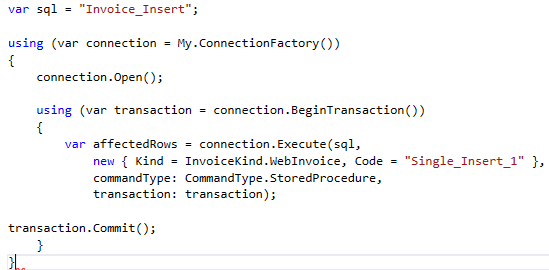 var sql = "Invoice_Insert";
using (var connection = My.ConnectionFactory())
{
connection.Open();
using (var transaction = connection.BeginTransaction())
{
var affectedRows = connection.Execute(sql,
new { Kind = InvoiceKind.WebInvoice, Code = "Single_Insert_1" },
commandType: CommandType.StoredProcedure,
transaction: transaction);
transaction.Commit();
}
}